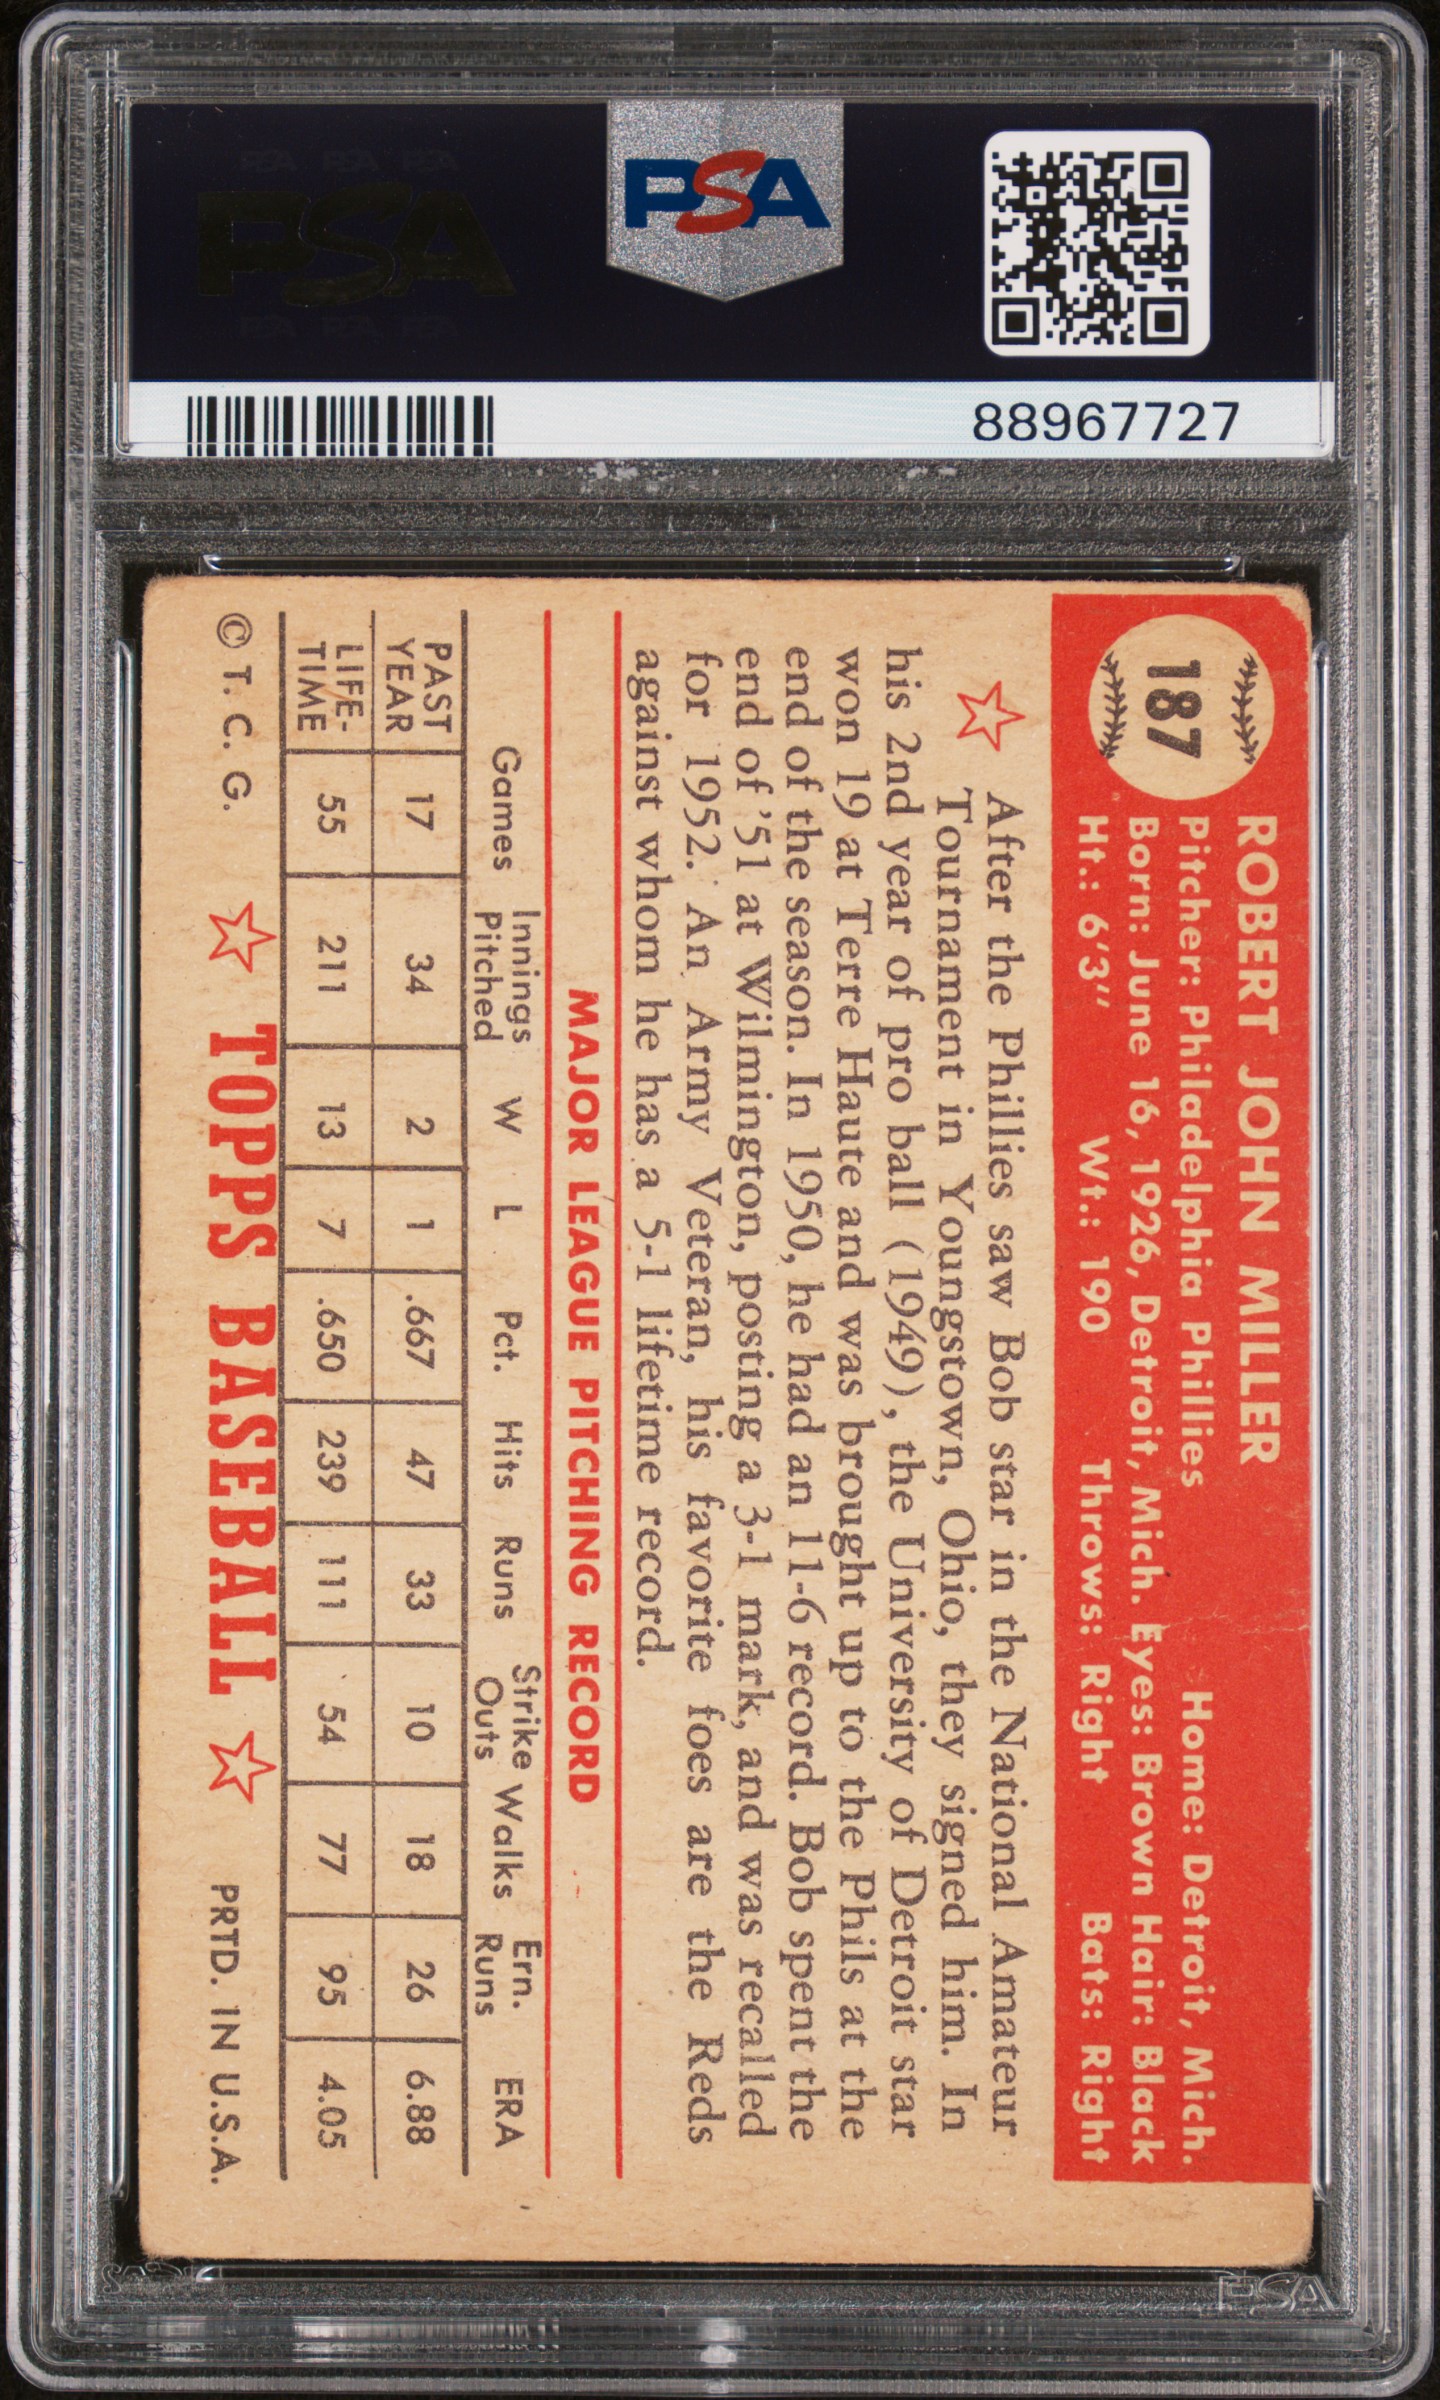 PSA
88967727
187
ROBERT JOHN MILLER
Pitcher: Philadelphia Phillies Home: Detroit, Mich.
Born: June 16, 1926, Detroit, Mich. Eyes: Brown Hair: Black
Ht.: 6'3" Wt.: 190 Throws: Right Bats: Right
After the Phillies saw Bob star in the National Amateur
Tournament in Youngstown, Ohio, they signed him. In
his 2nd year of pro ball (1949), the University of Detroit star
won 19 at Terre Haute and was brought up to the Phils at the
end of the season. In 1950, he had an 11-6 record. Bob spent the
end of '51 at Wilmington, posting a 3-1 mark, and was recalled
for 1952. An Army Veteran, his favorite foes are the Reds
against whom he has a 5-1 lifetime record.
MAJOR LEAGUE PITCHING RECORD
Games Innings Pitched W L Pct. Hits Runs Strike Outs Walks Ern. Runs ERA
PAST YEAR 17 34 2 1 .667 47 33 10 18 26 6.88
LIFE-TIME 55 211 13 7 .650 239 111 54 77 95 4.05
© T. C. G. TOPPS BASEBALL PRTD. IN U.S.A.
PSA